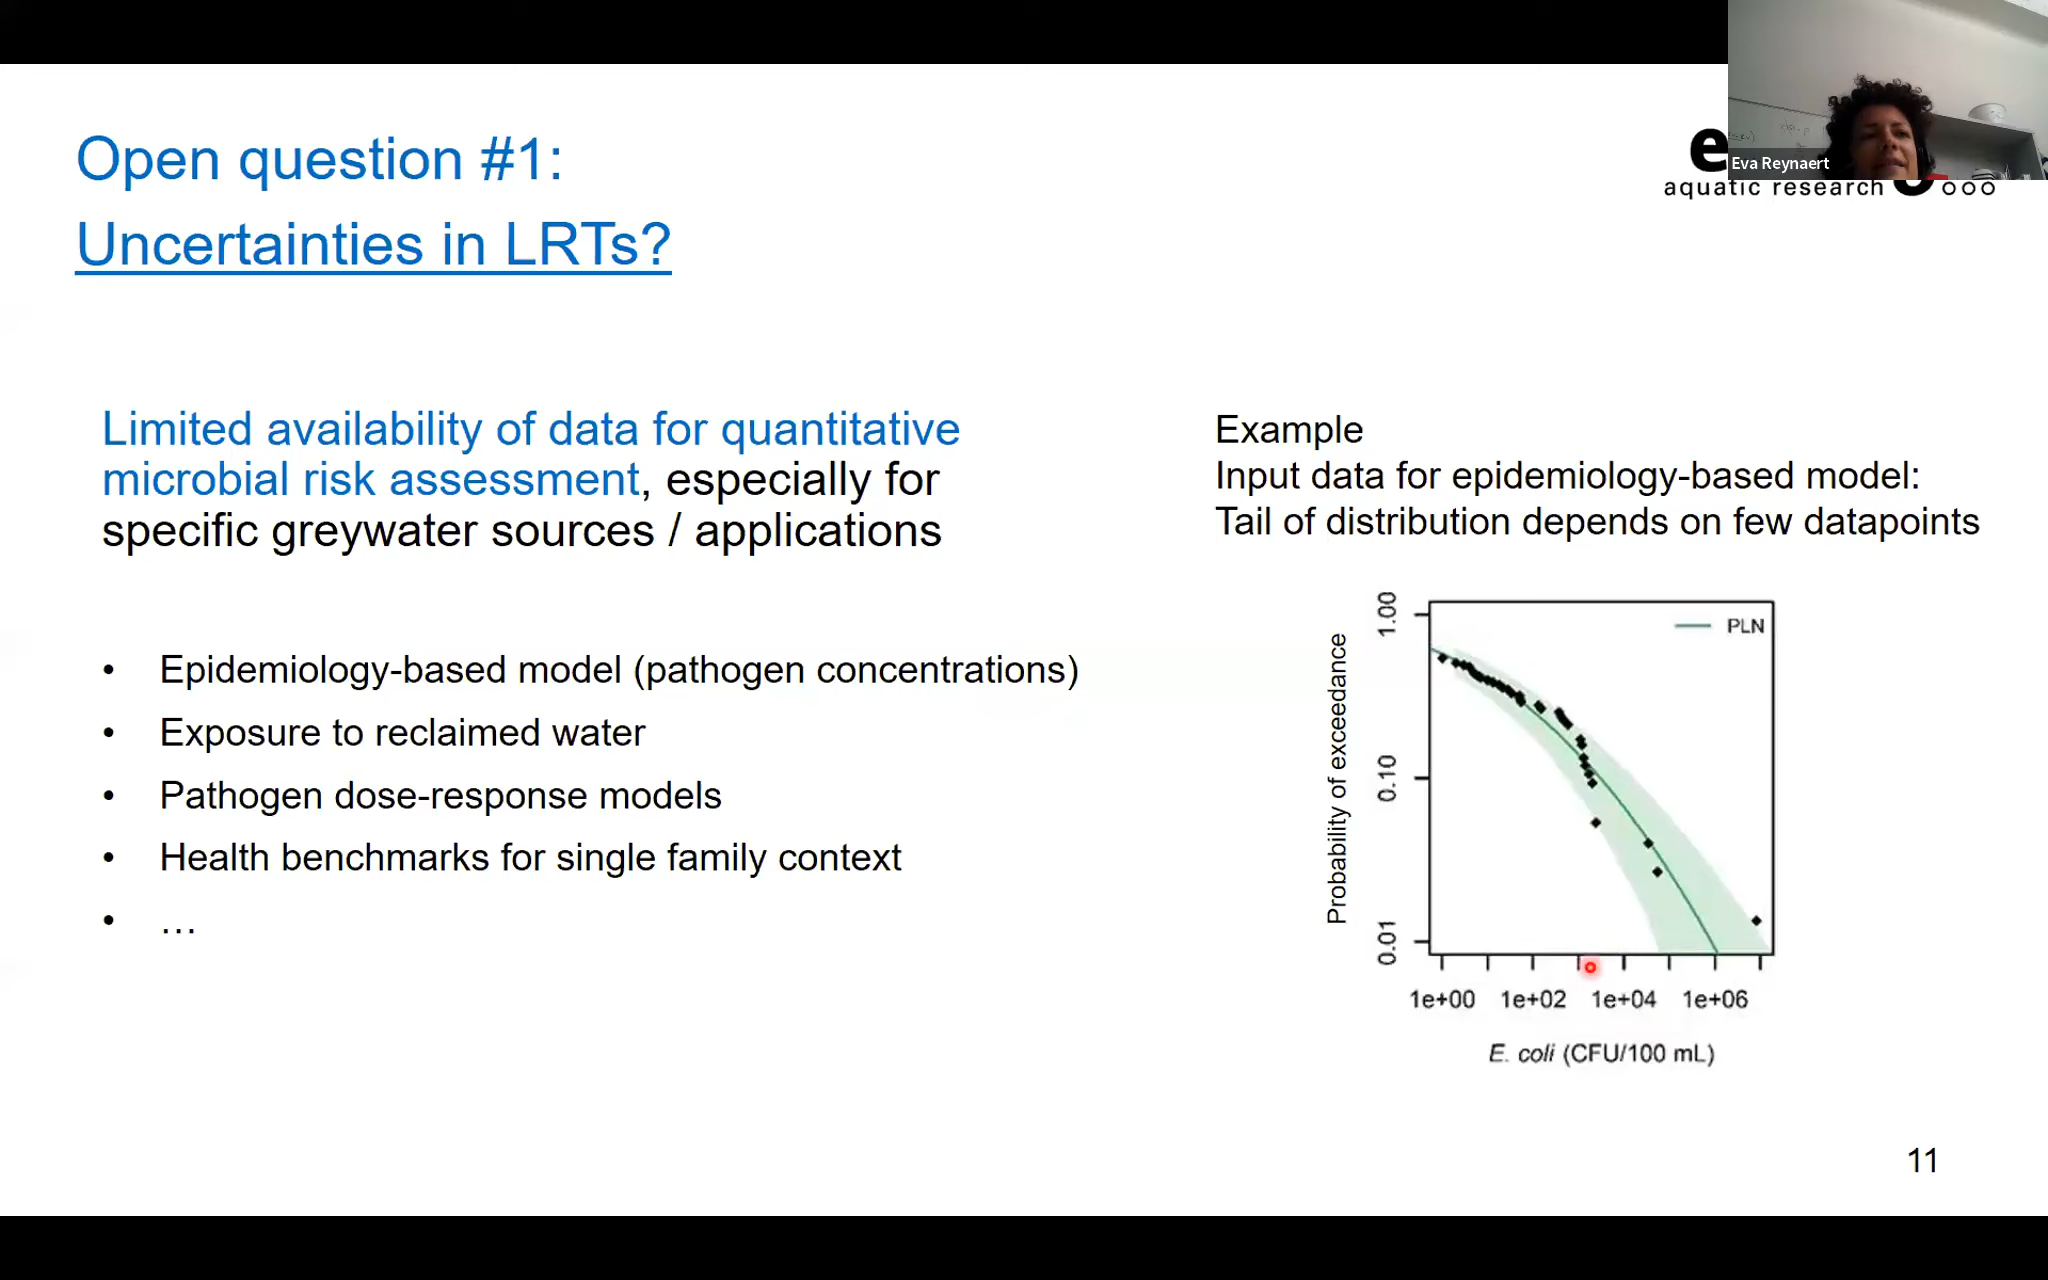 Open question #1:
Uncertainties in LRTs?
Eva Reynaert
aquatic research ooo
Limited availability of data for quantitative
microbial risk assessment, especially for
specific greywater sources / applications
• Epidemiology-based model (pathogen concentrations)
• Exposure to reclaimed water
• Pathogen dose-response models
• Health benchmarks for single family context
• …
Example
Input data for epidemiology-based model:
Tail of distribution depends on few datapoints
PLN
Probability of exceedance
1.00
0.10
0.01
1e+00 1e+02 1e+04 1e+06
E. coli (CFU/100 mL)
11